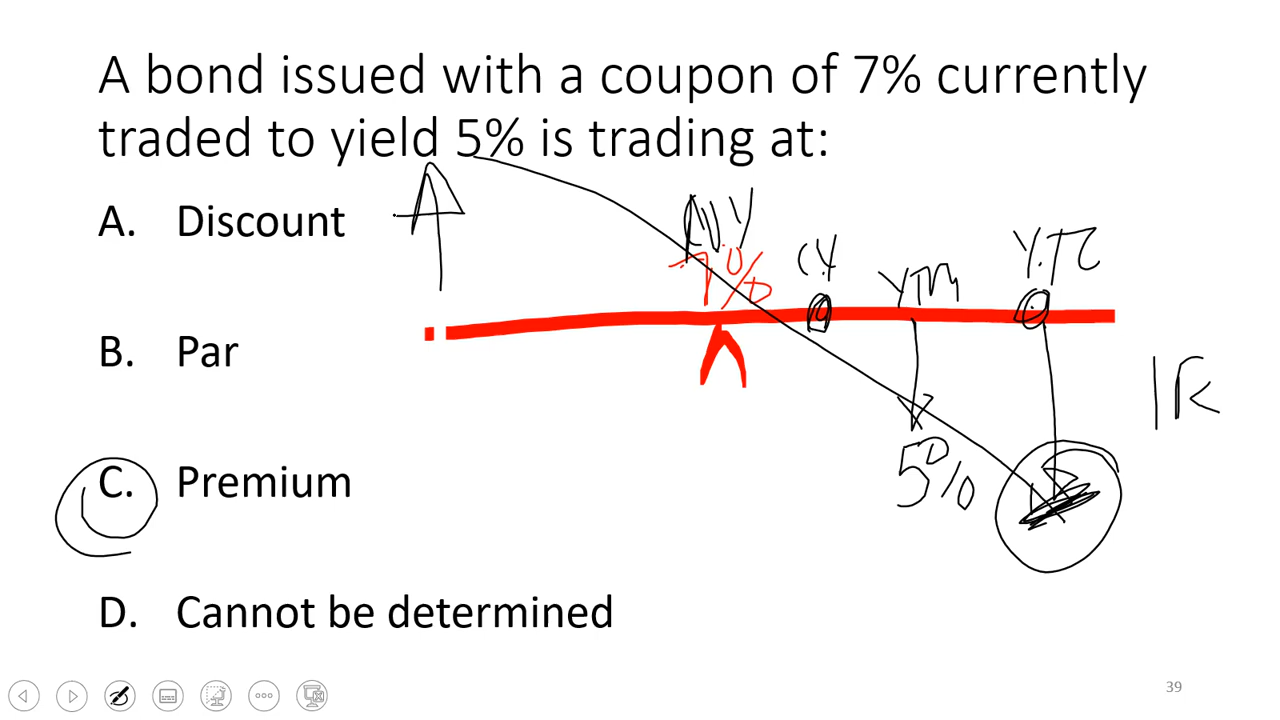 A bond issued with a coupon of 7% currently
traded to yield 5% is trading at:
A. Discount
B. Par
C. Premium
D. Cannot be determined
7%
CY
YTM
YTC
5%
39